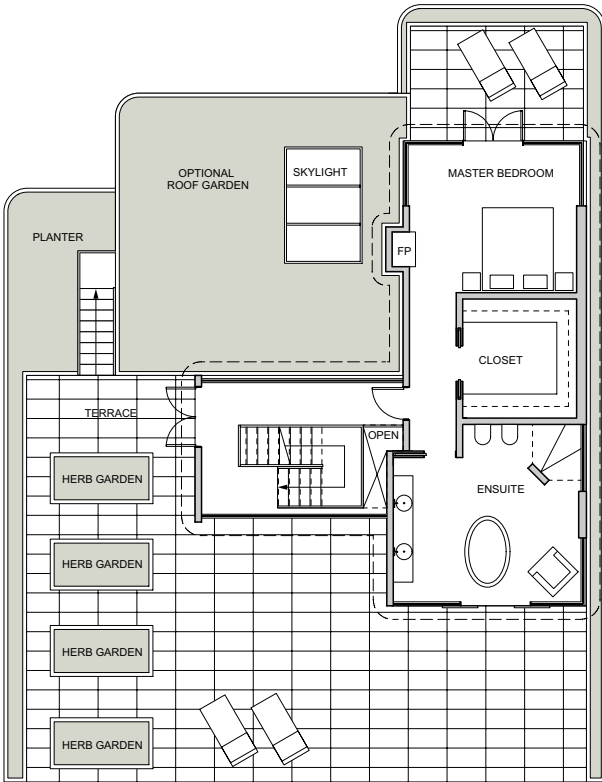 OPTIONAL
ROOF GARDEN
SKYLIGHT
MASTER BEDROOM
PLANTER
FP
CLOSET
TERRACE
OPEN
HERB GARDEN
ENSUITE
HERB GARDEN
HERB GARDEN
HERB GARDEN